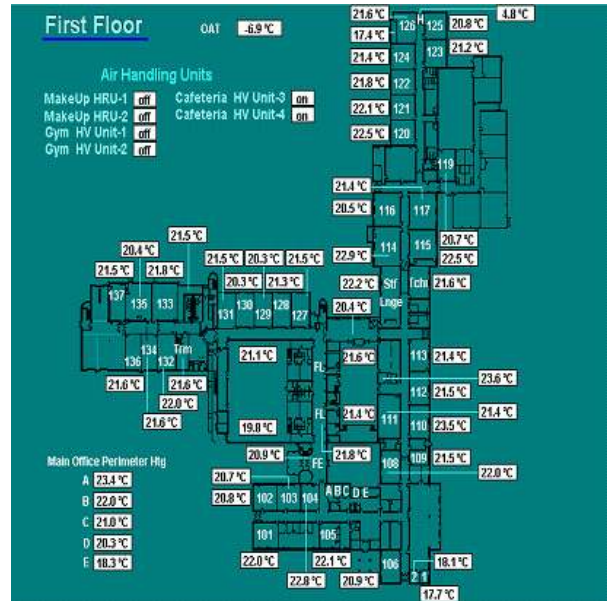 First Floor
OAT -6.9 °C
Air Handling Units
MakeUp HRU-1 off
Cafeteria HV Unit-3 on
MakeUp HRU-2 off
Cafeteria HV Unit-4 on
Gym HV Unit-1 off
Gym HV Unit-2 off
21.6 °C
126
H
4.8 °C
125
20.8 °C
17.4 °C
21.4 °C
124
123
21.2 °C
21.8 °C
122
22.1 °C
121
22.5 °C
120
119
21.4 °C
20.5 °C
116
117
20.7 °C
22.9 °C
114
115
22.5 °C
22.2 °C
Stf
Lnge
Tchr
21.6 °C
20.4 °C
21.5 °C
20.4 °C
21.5 °C
21.8 °C
21.5 °C
20.3 °C
21.5 °C
20.3 °C
21.3 °C
137
135
133
131
130
129
128
127
134
Trm
136
132
21.6 °C
21.6 °C
22.0 °C
21.6 °C
21.1 °C
FL
21.6 °C
113
21.4 °C
23.6 °C
112
21.5 °C
19.8 °C
FL
21.4 °C
111
21.4 °C
110
23.5 °C
20.9 °C
21.8 °C
FE
108
109
21.5 °C
22.0 °C
20.7 °C
20.8 °C
102
103
104
A B C D E
101
105
22.0 °C
22.1 °C
22.8 °C
20.9 °C
106
18.1 °C
2 1
17.7 °C
Main Office Perimeter Htg
A 23.4 °C
B 22.0 °C
C 21.0 °C
D 20.3 °C
E 18.3 °C